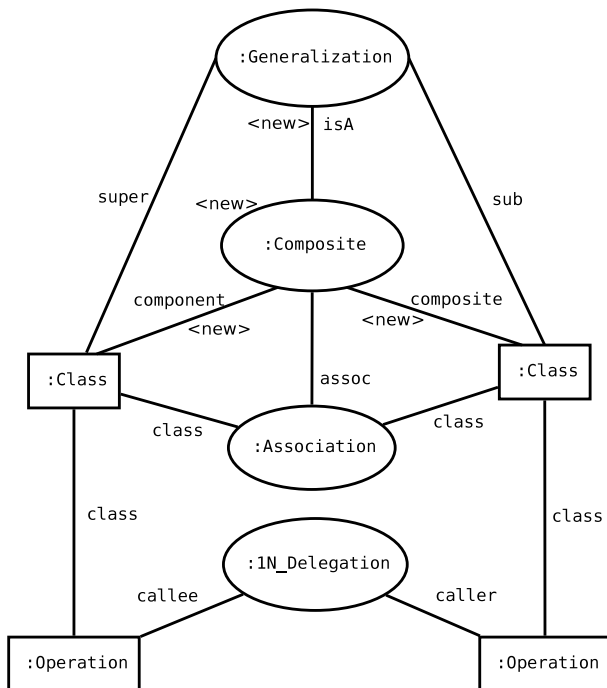 :Generalization
<new> isA
super
<new>
sub
:Composite
component
composite
<new>
<new>
:Class
:Class
assoc
class
class
:Association
class
class
:1N_Delegation
callee
caller
:Operation
:Operation